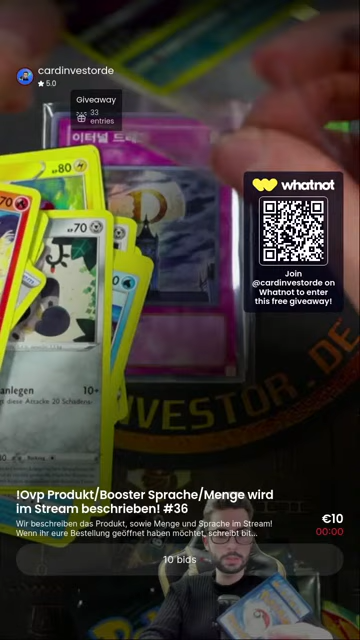 cardinvestorde
★ 5.0
Giveaway
33
entries
이터널 드래
HP80
70
HP70
whatnot
Join
@cardinvestorde on
Whatnot to enter
this free giveaway!
anlegen 10+
diese Attacke 20 Schadens-
NVESTOR.DE
!Ovp Produkt/Booster Sprache/Menge wird
im Stream beschrieben! #36
€10
Wir beschreiben das Produkt, sowie Menge und Sprache im Stream!
00:00
Wenn ihr eure Bestellung geöffnet haben möchtet, schreibt bit...
10 bids